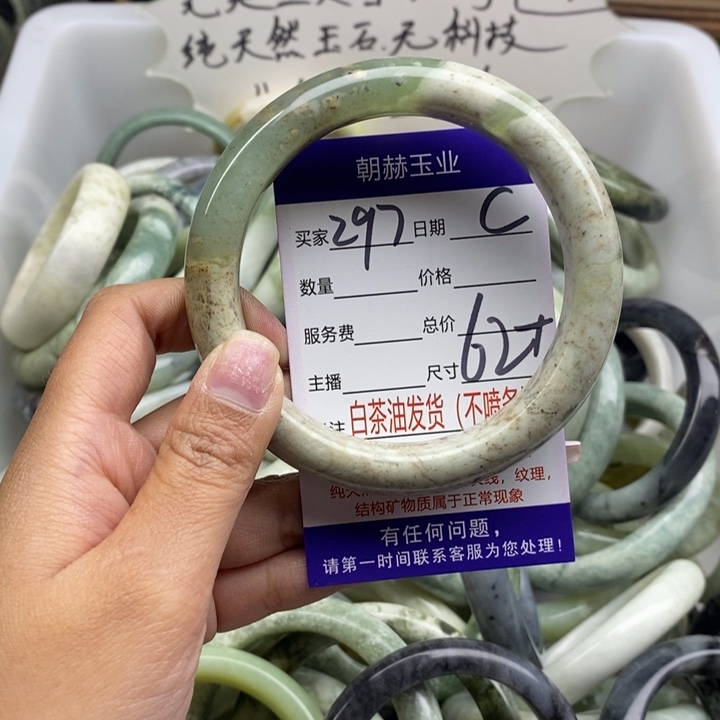 纯天然玉石.无科技
朝赫玉业
买家 297 日期 C
数量 价格
服务费 总价
主播 尺寸 62+
注 白茶油发货（不喷
纹理，
结构矿物质属于正常现象
有任何问题，
请第一时间联系客服为您处理！